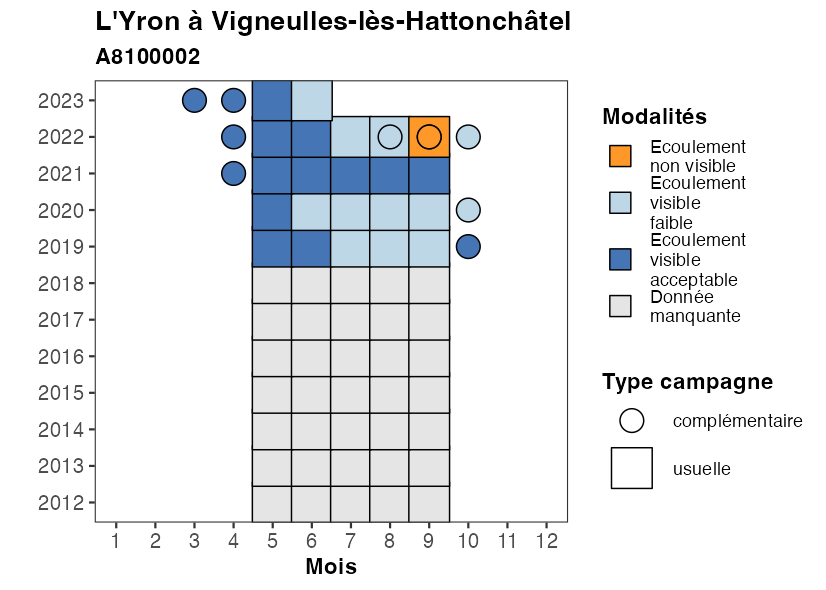 L'Yron à Vigneulles-lès-Hattonchâtel
A8100002
2023
2022
2021
2020
2019
2018
2017
2016
2015
2014
2013
2012
1 2 3 4 5 6 7 8 9 10 11 12
Mois
Modalités
Ecoulement
non visible
Ecoulement
visible
faible
Ecoulement
visible
acceptable
Donnée
manquante
Type campagne
complémentaire
usuelle